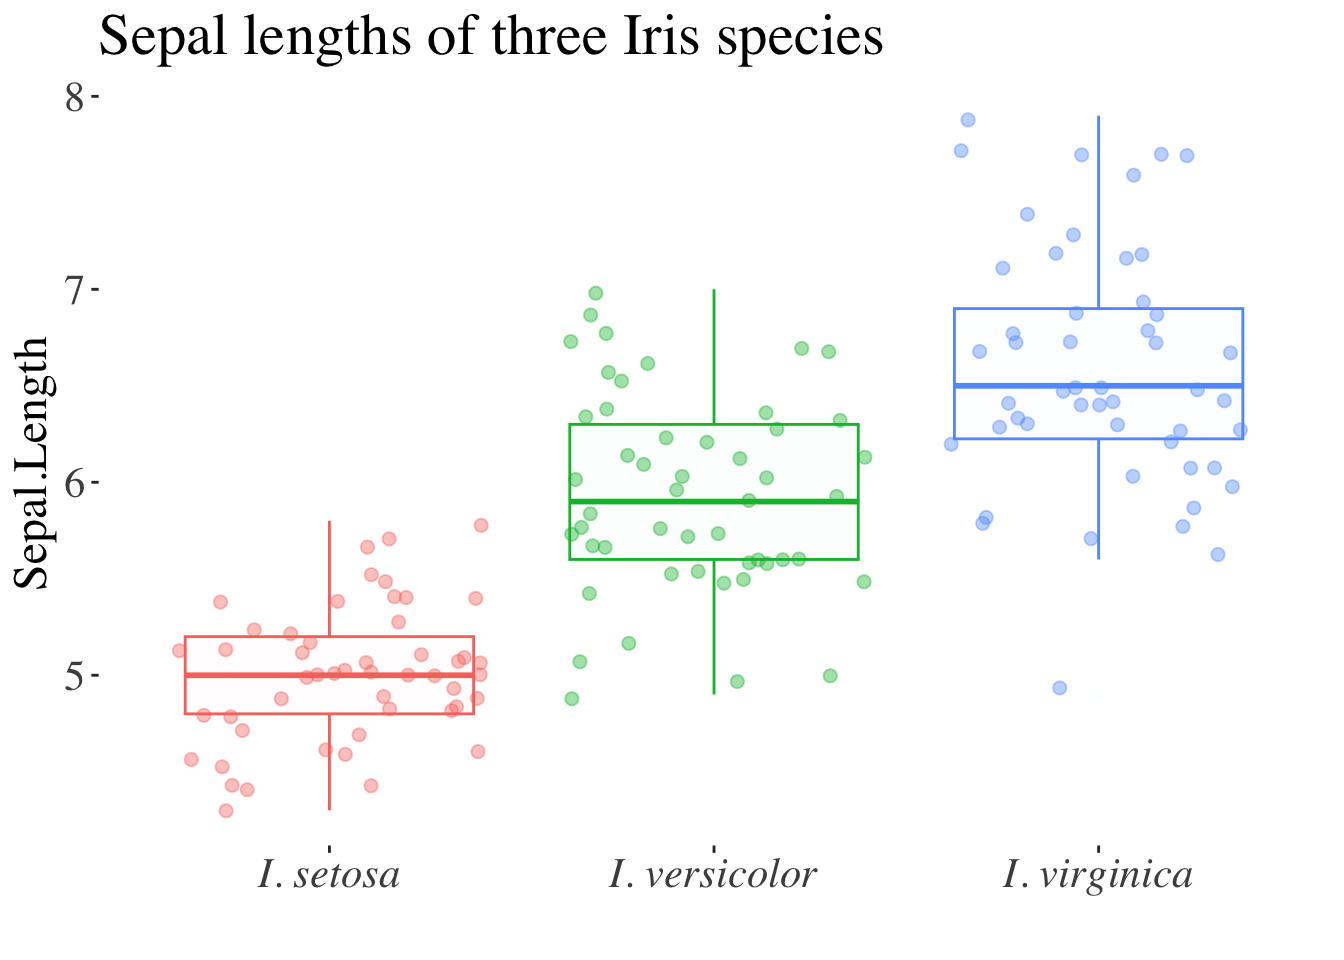 Sepal lengths of three Iris species
8
7
6
5
Sepal.Length
I. setosa
I. versicolor
I. virginica